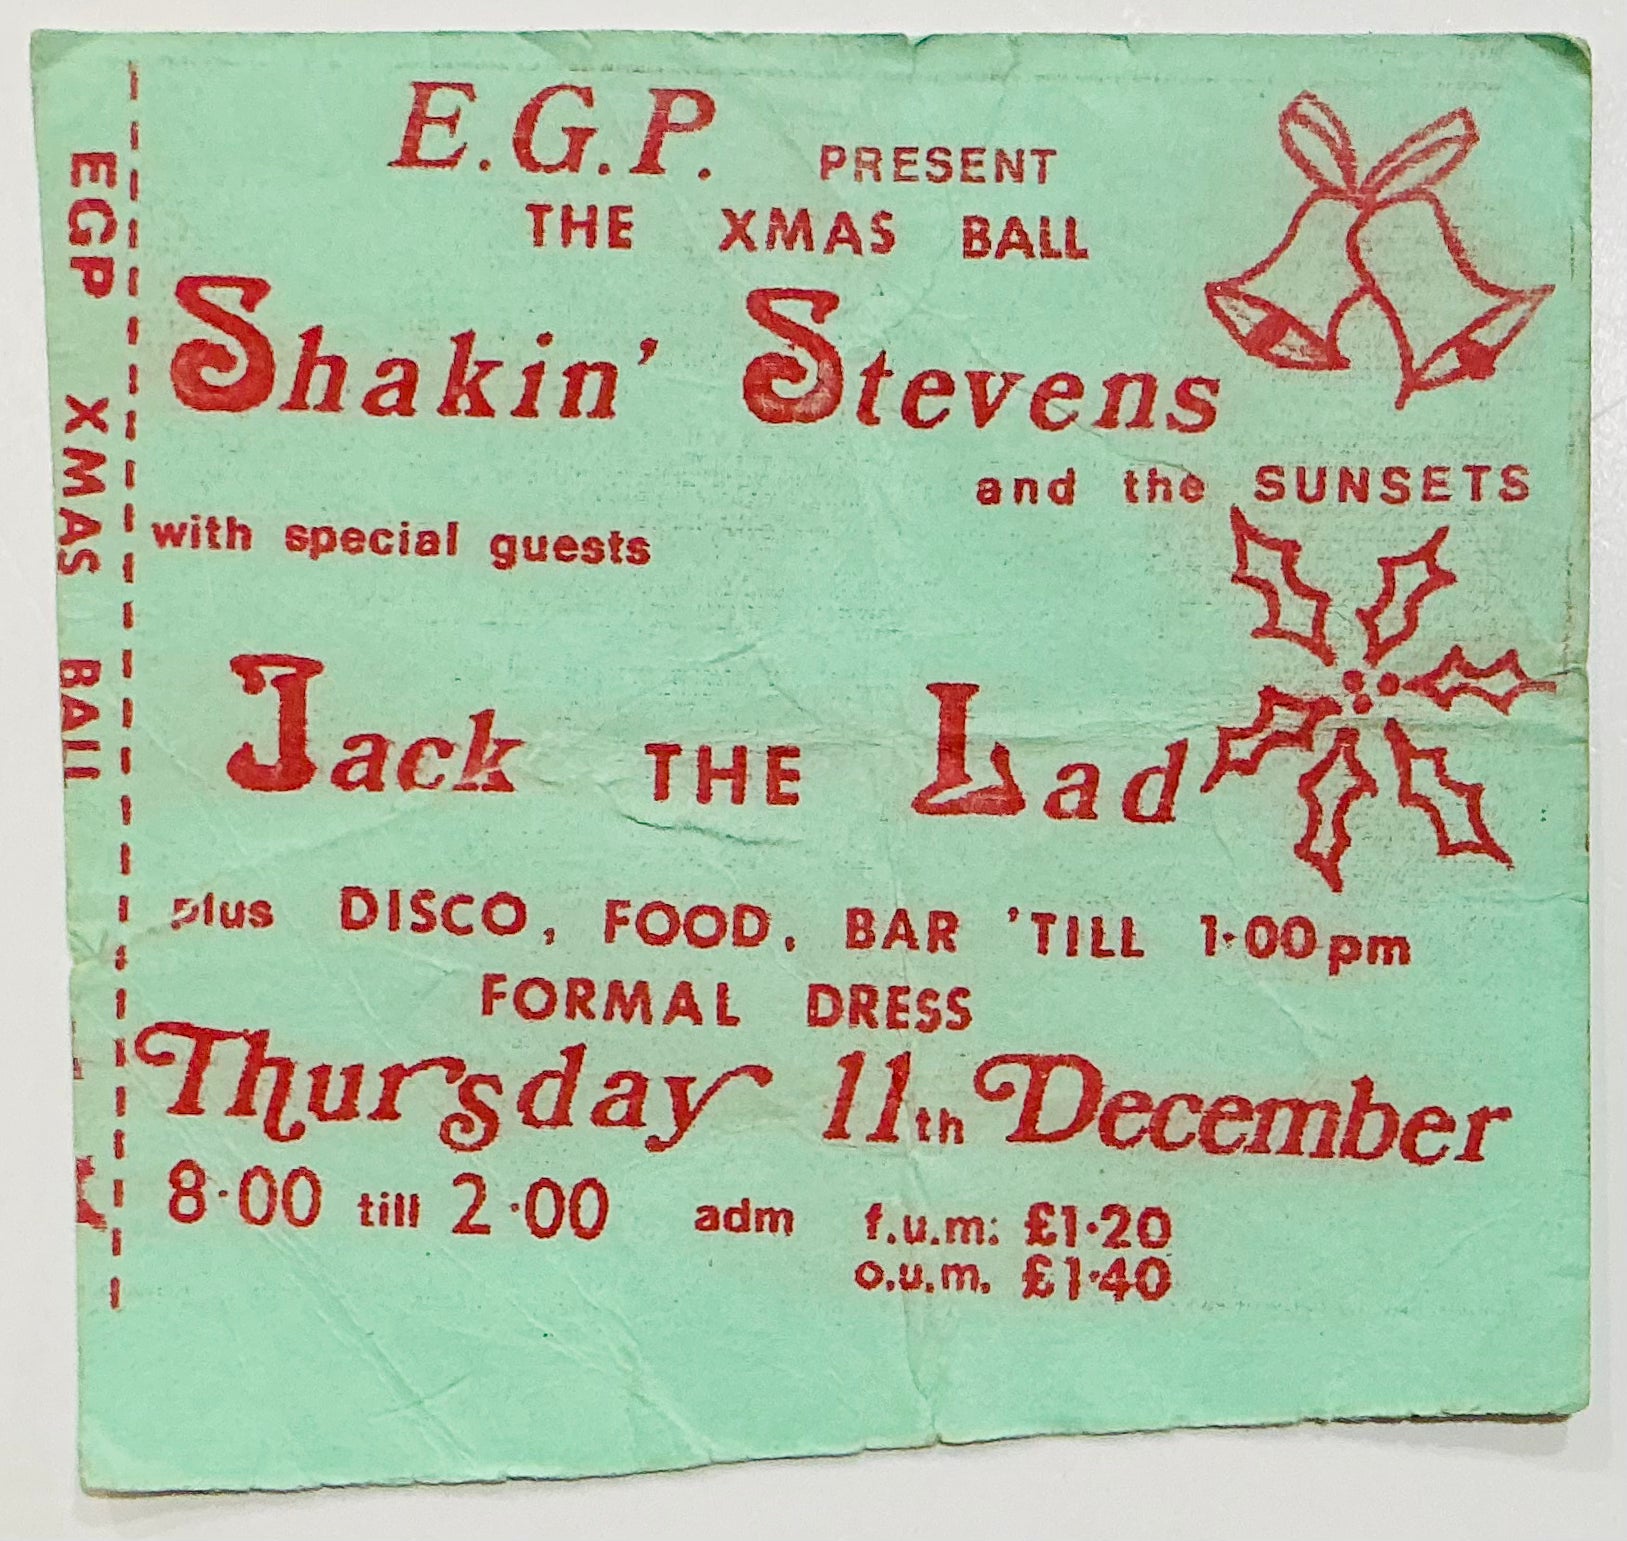 E.G.P. PRESENT
THE XMAS BALL
Shakin' Stevens
and the SUNSETS
with special guests
Jack THE Lad
plus DISCO, FOOD, BAR 'TILL 1·00pm
FORMAL DRESS
Thursday 11th December
8·00 till 2·00 adm f.u.m: £1·20
o.u.m. £1·40
EGP XMAS BALL